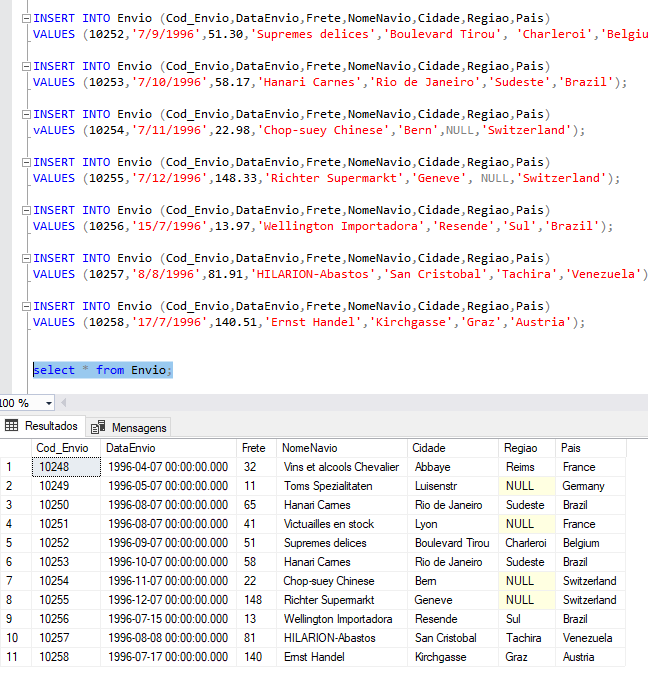 INSERT INTO Envio (Cod_Envio,DataEnvio,Frete,NomeNavio,Cidade,Regiao,Pais)
VALUES (10252,'7/9/1996',51.30,'Supremes delices','Boulevard Tirou', 'Charleroi','Belgiu
INSERT INTO Envio (Cod_Envio,DataEnvio,Frete,NomeNavio,Cidade,Regiao,Pais)
VALUES (10253,'7/10/1996',58.17,'Hanari Carnes','Rio de Janeiro','Sudeste','Brazil');
INSERT INTO Envio (Cod_Envio,DataEnvio,Frete,NomeNavio,Cidade,Regiao,Pais)
vALUES (10254,'7/11/1996',22.98,'Chop-suey Chinese','Bern',NULL,'Switzerland');
INSERT INTO Envio (Cod_Envio,DataEnvio,Frete,NomeNavio,Cidade,Regiao,Pais)
VALUES (10255,'7/12/1996',148.33,'Richter Supermarkt','Geneve', NULL,'Switzerland');
INSERT INTO Envio (Cod_Envio,DataEnvio,Frete,NomeNavio,Cidade,Regiao,Pais)
VALUES (10256,'15/7/1996',13.97,'Wellington Importadora','Resende','Sul','Brazil');
INSERT INTO Envio (Cod_Envio,DataEnvio,Frete,NomeNavio,Cidade,Regiao,Pais)
VALUES (10257,'8/8/1996',81.91,'HILARION-Abastos','San Cristobal','Tachira','Venezuela')
INSERT INTO Envio (Cod_Envio,DataEnvio,Frete,NomeNavio,Cidade,Regiao,Pais)
VALUES (10258,'17/7/1996',140.51,'Ernst Handel','Kirchgasse','Graz','Austria');
select * from Envio;
100 %
Resultados Mensagens
Cod_Envio DataEnvio Frete NomeNavio Cidade Regiao Pais
1 10248 1996-04-07 00:00:00.000 32 Vins et alcools Chevalier Abbaye Reims France
2 10249 1996-05-07 00:00:00.000 11 Toms Spezialitaten Luisenstr NULL Germany
3 10250 1996-08-07 00:00:00.000 65 Hanari Carnes Rio de Janeiro Sudeste Brazil
4 10251 1996-08-07 00:00:00.000 41 Victuailles en stock Lyon NULL France
5 10252 1996-09-07 00:00:00.000 51 Supremes delices Boulevard Tirou Charleroi Belgium
6 10253 1996-10-07 00:00:00.000 58 Hanari Carnes Rio de Janeiro Sudeste Brazil
7 10254 1996-11-07 00:00:00.000 22 Chop-suey Chinese Bern NULL Switzerland
8 10255 1996-12-07 00:00:00.000 148 Richter Supermarkt Geneve NULL Switzerland
9 10256 1996-07-15 00:00:00.000 13 Wellington Importadora Resende Sul Brazil
10 10257 1996-08-08 00:00:00.000 81 HILARION-Abastos San Cristobal Tachira Venezuela
11 10258 1996-07-17 00:00:00.000 140 Ernst Handel Kirchgasse Graz Austria